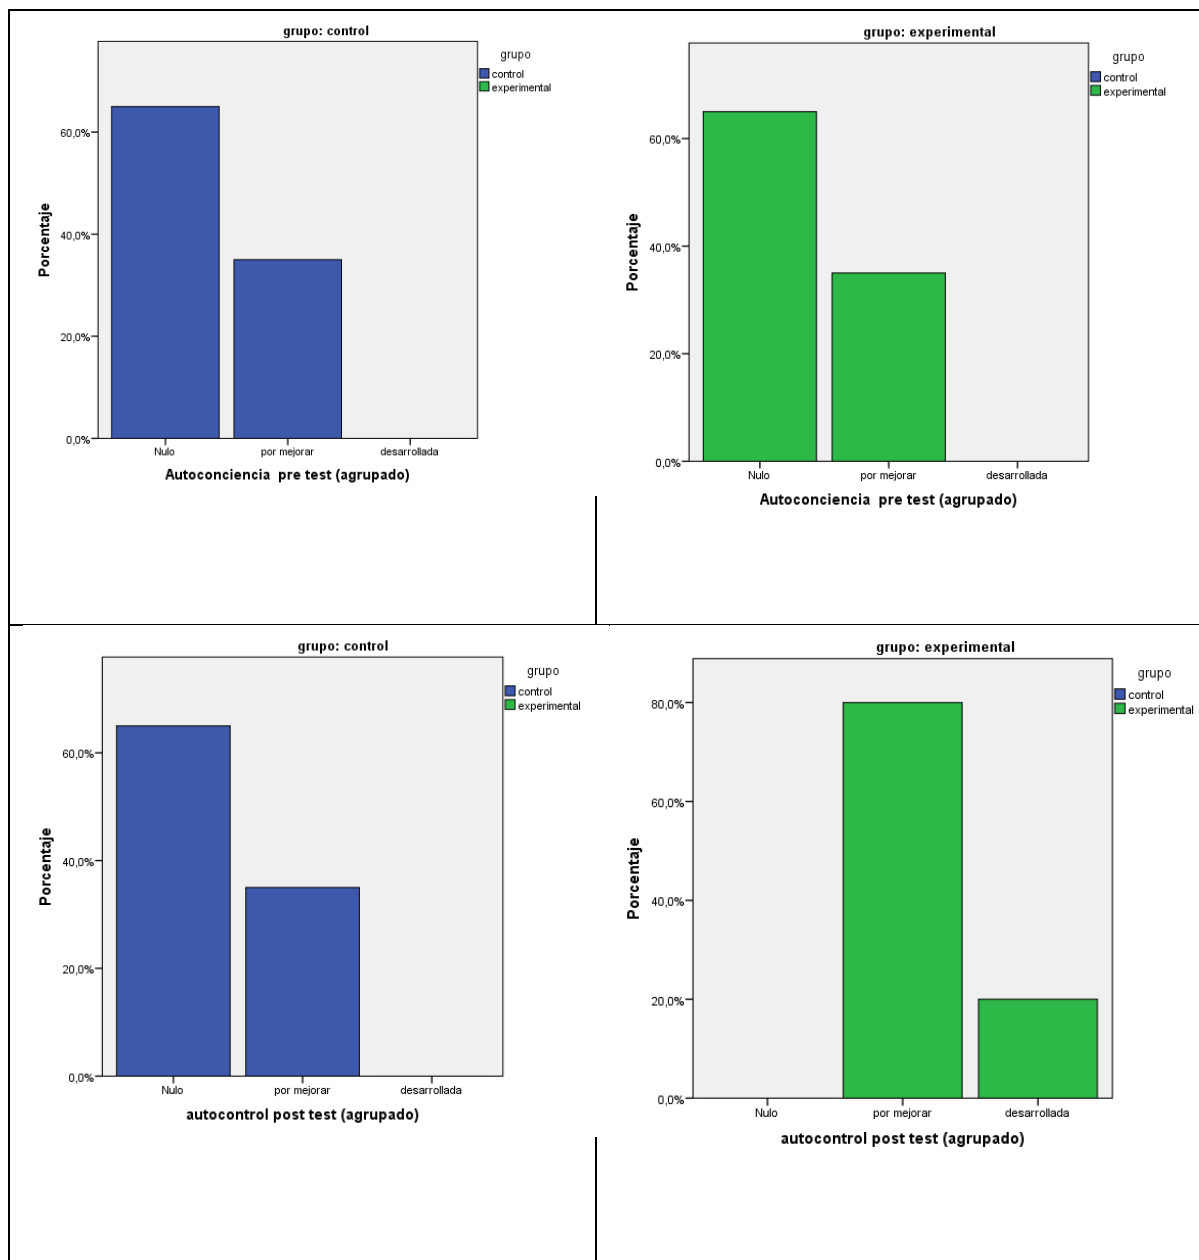 grupo: control
grupo
control
experimental
60,0%
40,0%
20,0%
0,0%
Porcentaje
Nulo por mejorar desarrollada
Autoconciencia pre test (agrupado)
grupo: experimental
grupo
control
experimental
60,0%
40,0%
20,0%
0,0%
Porcentaje
Nulo por mejorar desarrollada
Autoconciencia pre test (agrupado)
grupo: control
grupo
control
experimental
60,0%
40,0%
20,0%
0,0%
Porcentaje
Nulo por mejorar desarrollada
autocontrol post test (agrupado)
grupo: experimental
grupo
control
experimental
80,0%
60,0%
40,0%
20,0%
0,0%
Porcentaje
Nulo por mejorar desarrollada
autocontrol post test (agrupado)